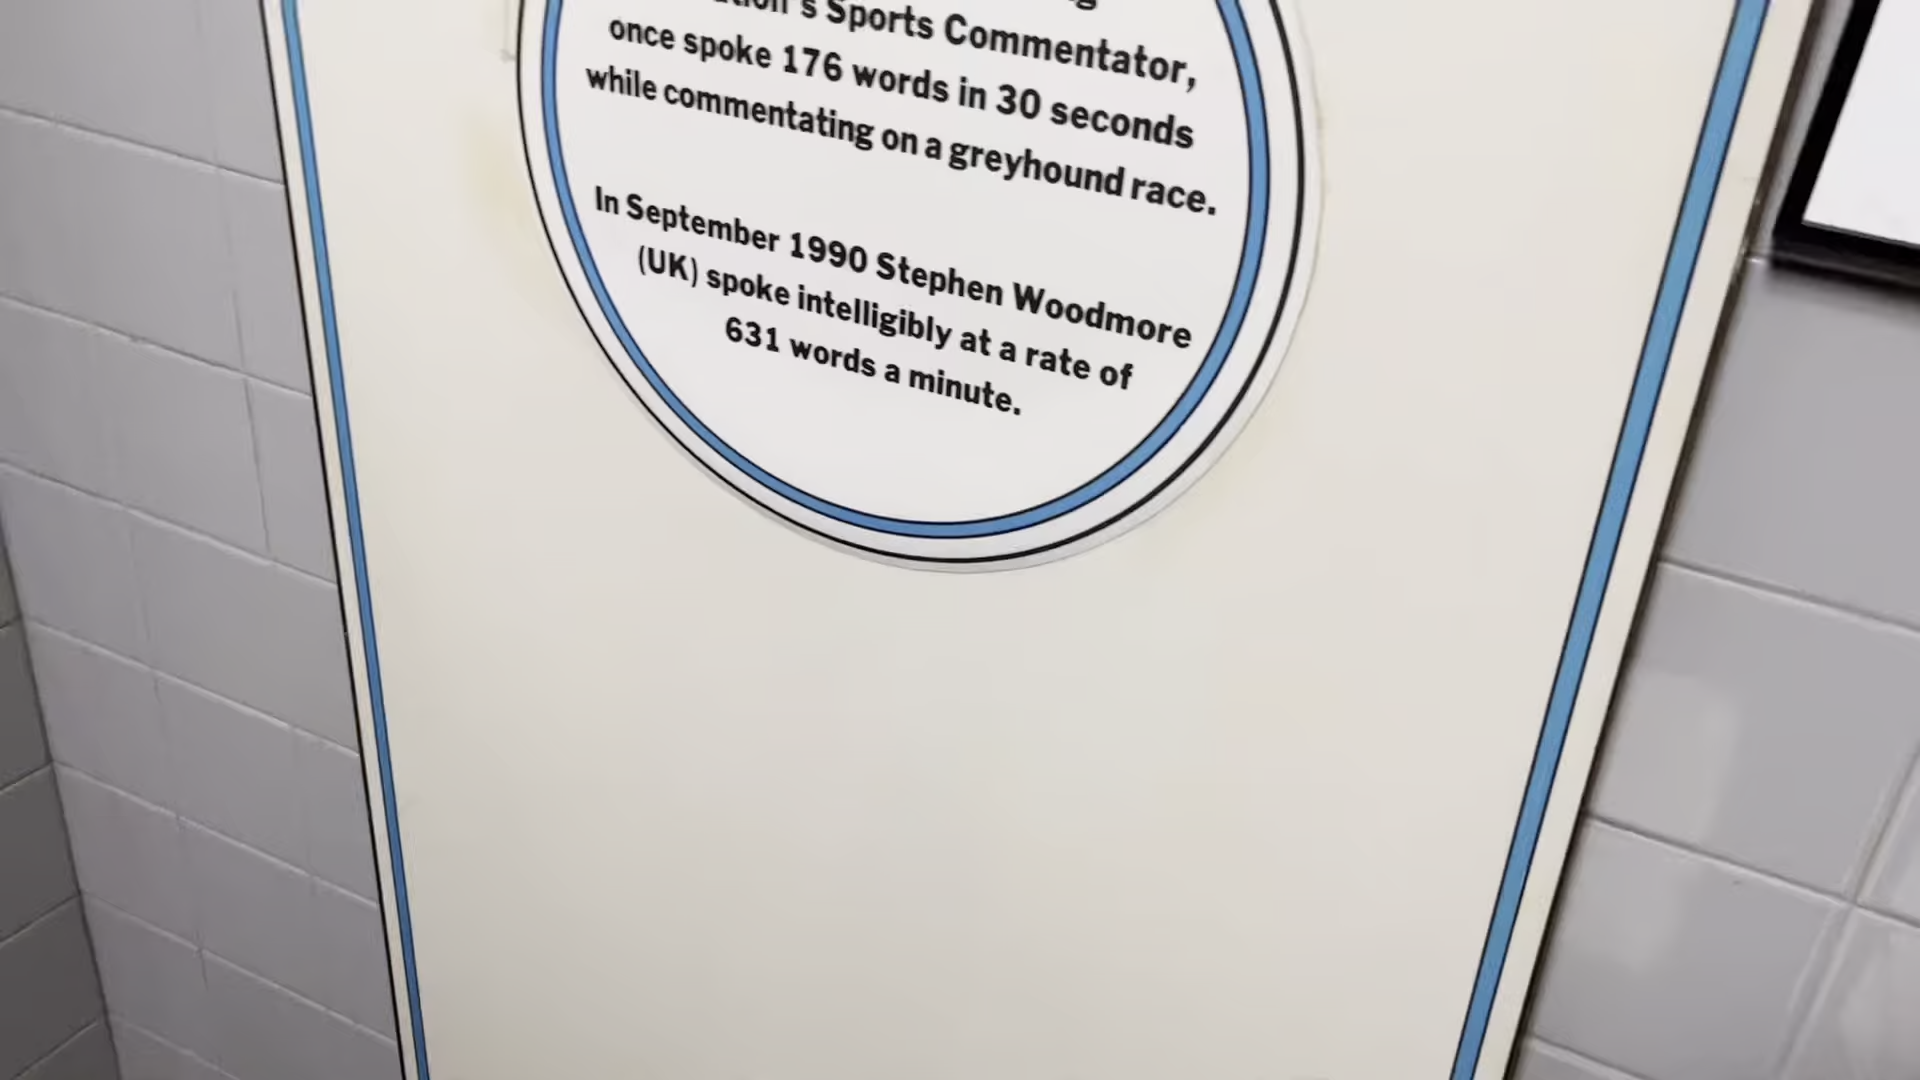 Sports Commentator,
once spoke 176 words in 30 seconds
while commentating on a greyhound race.
In September 1990 Stephen Woodmore
(UK) spoke intelligibly at a rate of
631 words a minute.